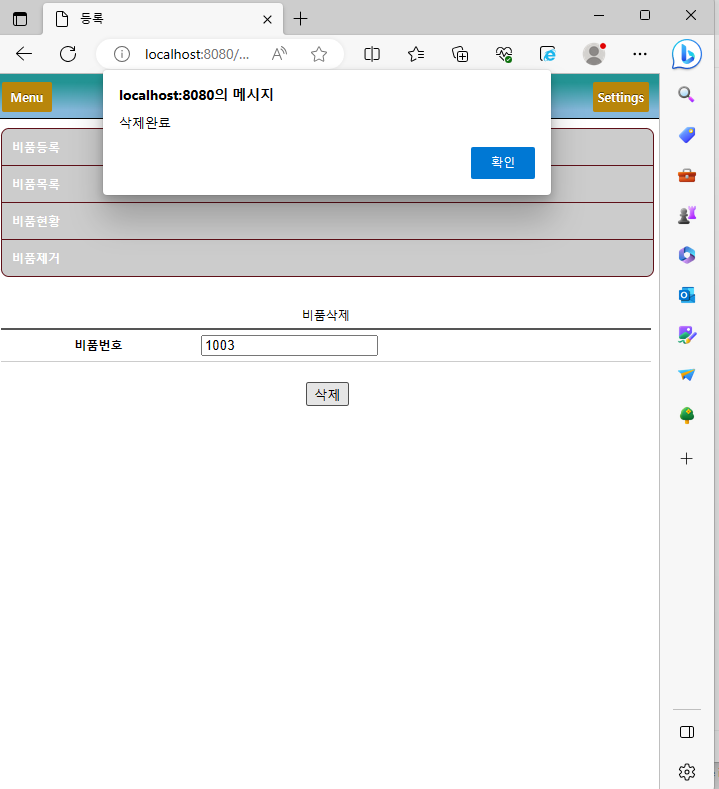 등록
localhost:8080/...
Menu
localhost:8080의 메시지
삭제완료
확인
Settings
비품등록
비품목록
비품현황
비품제거
비품삭제
비품번호
1003
삭제